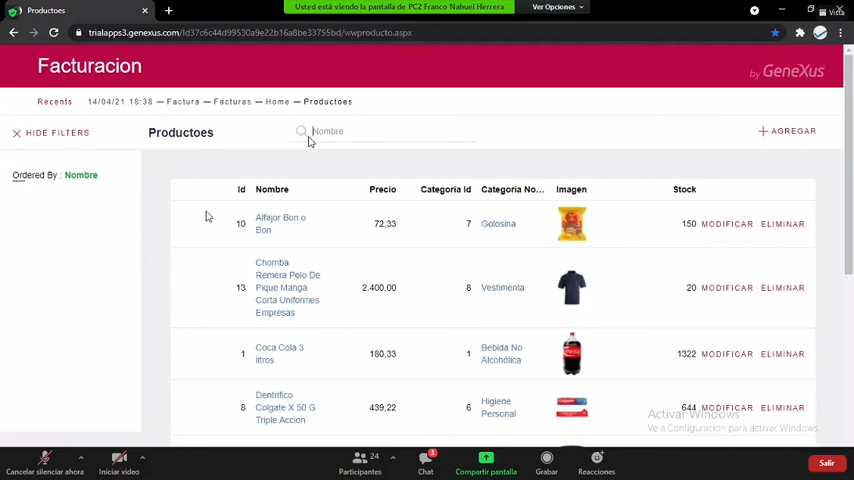 Usted está viendo la pantalla de PC2 Franco Nahuel Herrera
Ver Opciones
Productoes
Vista
trialapps3.genexus.com/Id37c6c44d99530a9e22b16a8be33755bd/wwproducto.aspx
Facturacion
by GeneXus
Recents 14/04/21 18:38 — Factura — Facturas — Home — Productoes
HIDE FILTERS
Productoes
Nombre
AGREGAR
Ordered By : Nombre
Id Nombre Precio Categoria Id Categoria No... Imagen Stock
10 Alfajor Bon o Bon 72,33 7 Golosina 150 MODIFICAR ELIMINAR
13 Chomba Remera Polo De Pique Manga Corta Uniformes Empresas 2.400,00 8 Vestimenta 20 MODIFICAR ELIMINAR
1 Coca Cola 3 litros 180,33 1 Bebida No Alcohólica 1322 MODIFICAR ELIMINAR
8 Dentrifico Colgate X 50 G Triple Accion 439,22 6 Higiene Personal 644 MODIFICAR ELIMINAR
Activar Windows
Ve a Configuración para activar Windows.
Cancelar silenciar ahora
Iniciar video
24
Participantes
3
Chat
Compartir pantalla
Grabar
Reacciones
Salir